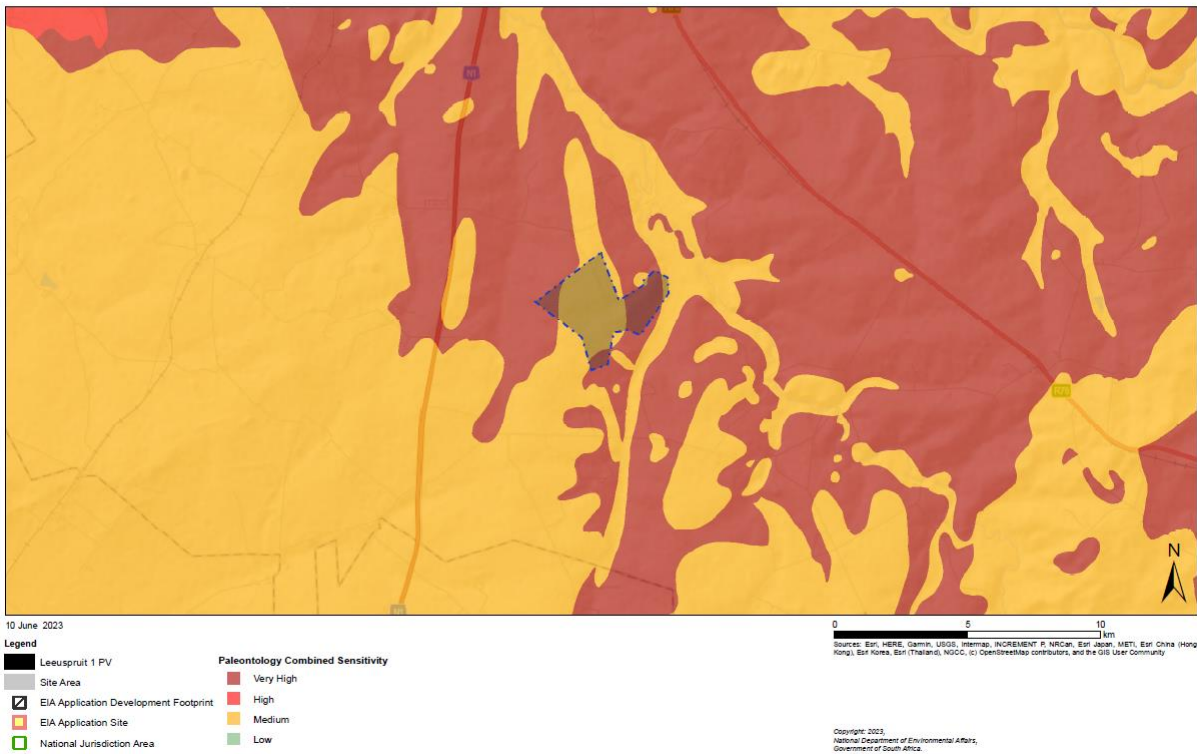 N1
R76
N1
N
10 June 2023
0 5 10
km
Legend
Leeuspruit 1 PV
Site Area
EIA Application Development Footprint
EIA Application Site
National Jurisdiction Area
Paleontology Combined Sensitivity
Very High
High
Medium
Low
Sources: Esri, HERE, Garmin, USGS, Intermap, INCREMENT P, NRCan, Esri Japan, METI, Esri China (Hong
Kong), Esri Korea, Esri (Thailand), NGCC, (c) OpenStreetMap contributors, and the GIS User Community
Copyright: 2023,
National Department of Environmental Affairs,
Government of South Africa.